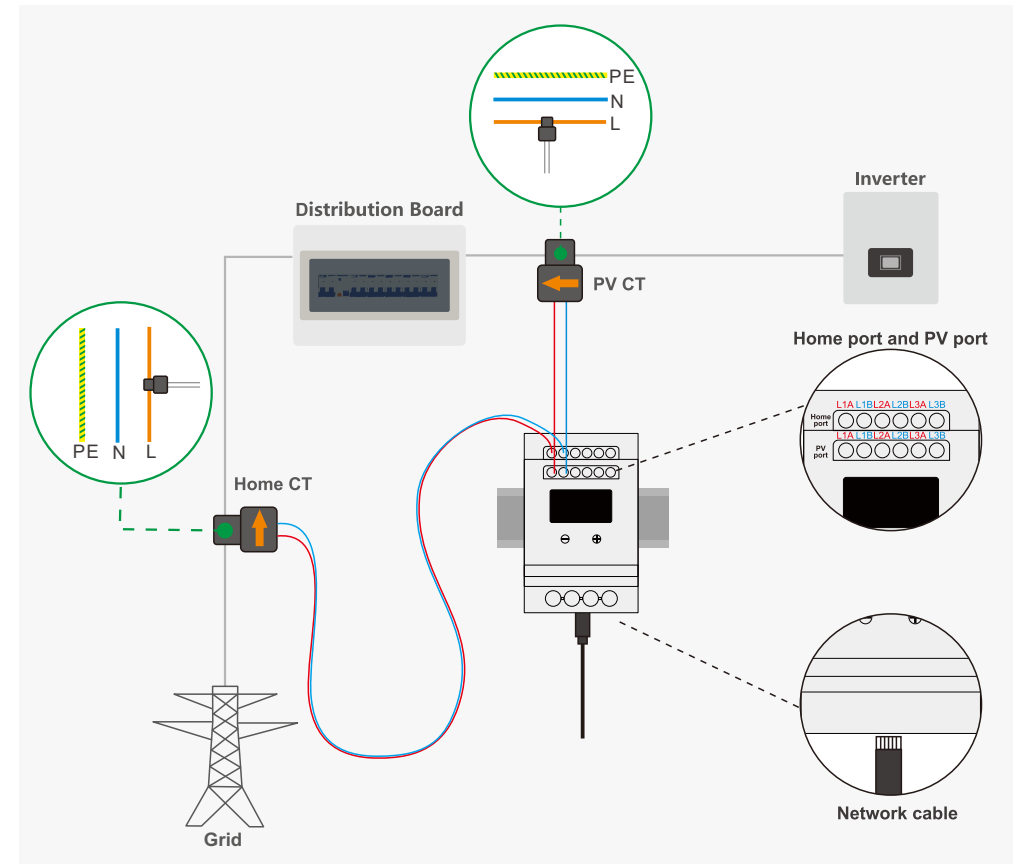 PE
N
L
Inverter
Distribution Board
PV CT
Home port and PV port
L1A L1B L2A L2B L3A L3B
Home
port
L1A L1B L2A L2B L3A L3B
PV
port
PE N L
Home CT
Network cable
Grid